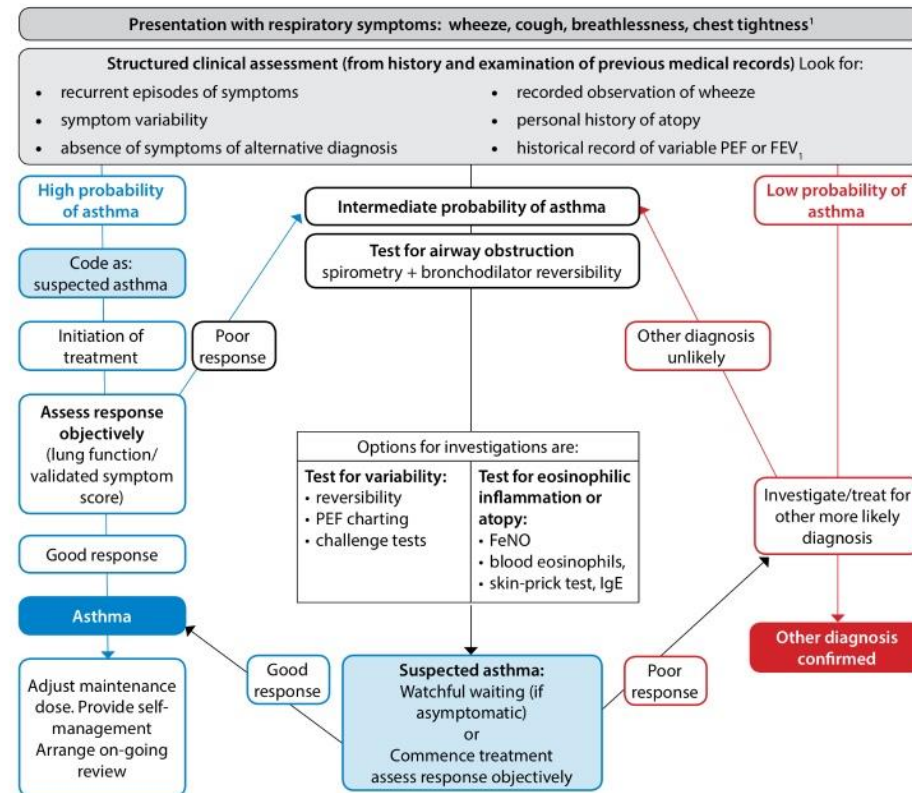 Presentation with respiratory symptoms: wheeze, cough, breathlessness, chest tightness¹
Structured clinical assessment (from history and examination of previous medical records) Look for:
• recurrent episodes of symptoms
• symptom variability
• absence of symptoms of alternative diagnosis
• recorded observation of wheeze
• personal history of atopy
• historical record of variable PEF or FEV₁
High probability
of asthma
Code as:
suspected asthma
Initiation of
treatment
Assess response
objectively
(lung function/
validated symptom
score)
Good response
Asthma
Adjust maintenance
dose. Provide self-
management
Arrange on-going
review
Poor
response
Intermediate probability of asthma
Test for airway obstruction
spirometry + bronchodilator reversibility
Options for investigations are:
Test for variability:
• reversibility
• PEF charting
• challenge tests
Test for eosinophilic
inflammation or
atopy:
• FeNO
• blood eosinophils,
• skin-prick test, IgE
Good
response
Suspected asthma:
Watchful waiting (if
asymptomatic)
or
Commence treatment
assess response objectively
Poor
response
Low probability of
asthma
Other diagnosis
unlikely
Investigate/treat for
other more likely
diagnosis
Other diagnosis
confirmed